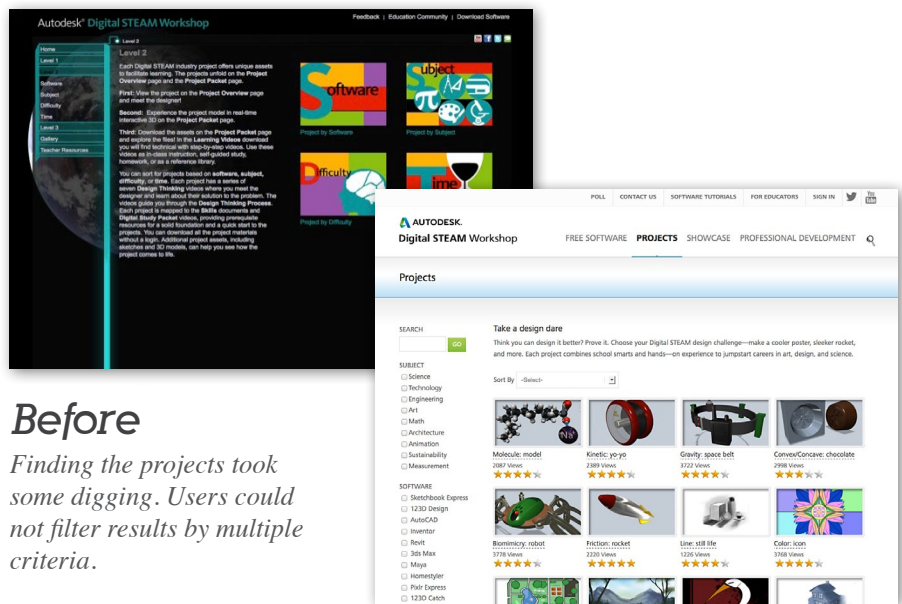 Autodesk® Digital STEAM Workshop
Feedback | Education Community | Download Software
Home
Level 1
Software
Subject
Difficulty
Time
Level 3
Gallery
Teacher Resources
Level 2
Level 2
Each Digital STEAM industry project offers unique assets
to facilitate learning. The projects unfold on the Project
Overview page and the Project Packet page.
First: View the project on the Project Overview page
and meet the designer!
Second: Experience the project model in real-time
interactive 3D on the Project Packet page.
Third: Download the assets on the Project Packet page
and explore the files! In the Learning Videos download
you will find technical with step-by-step videos. Use these
videos as in-class instruction, self-guided study,
homework, or as a reference library.
You can sort for projects based on software, subject,
difficulty, or time. Each project has a series of
seven Design Thinking videos where you meet the
designer and learn about their solution to the problem. The
videos guide you through the Design Thinking Process.
Each project is mapped to the Skills documents and
Digital Study Packet videos, providing prerequisite
resources for a solid foundation and a quick start to the
projects. You can download all the project materials
without a login. Additional project assets, including
sketches and 3D models, can help you see how the
project comes to life.
Software
Project by Software
Subject
Project by Subject
Difficulty
Project by Difficulty
Time
Before
Finding the projects took
some digging. Users could
not filter results by multiple
criteria.
POLL CONTACT US SOFTWARE TUTORIALS FOR EDUCATORS SIGN IN You Tube
AUTODESK.
Digital STEAM Workshop
FREE SOFTWARE PROJECTS SHOWCASE PROFESSIONAL DEVELOPMENT
Projects
SEARCH
GO
SUBJECT
Science
Technology
Engineering
Art
Math
Architecture
Animation
Sustainability
Measurement
SOFTWARE
Sketchbook Express
123D Design
AutoCAD
Inventor
Revit
3ds Max
Maya
Homestyler
Pixlr Express
123D Catch
Take a design dare
Think you can design it better? Prove it. Choose your Digital STEAM design challenge—make a cooler poster, sleeker rocket,
and more. Each project combines school smarts and hands—on experience to jumpstart careers in art, design, and science.
Sort By -Select-
Na+
Molecule: model
2087 Views
Kinetic: yo-yo
2389 Views
Gravity: space belt
3722 Views
Convex/Concave: chocolate
2998 Views
Biomimicry: robot
3778 Views
Friction: rocket
2220 Views
Line: still life
1226 Views
Color: icon
3768 Views